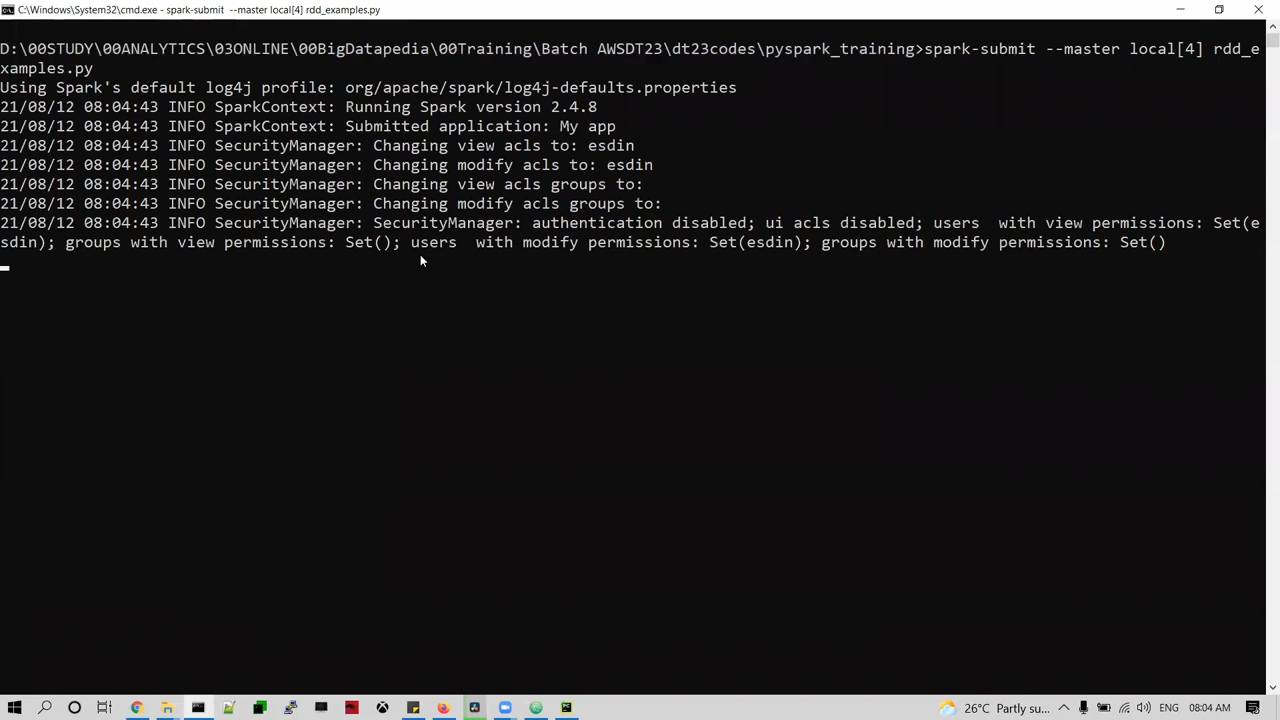 C:\Windows\System32\cmd.exe - spark-submit --master local[4] rdd_examples.py
D:\00STUDY\00ANALYTICS\03ONLINE\00BigDatapedia\00Training\Batch AWSDT23\dt23codes\pyspark_training>spark-submit --master local[4] rdd_e
xamples.py
Using Spark's default log4j profile: org/apache/spark/log4j-defaults.properties
21/08/12 08:04:43 INFO SparkContext: Running Spark version 2.4.8
21/08/12 08:04:43 INFO SparkContext: Submitted application: My app
21/08/12 08:04:43 INFO SecurityManager: Changing view acls to: esdin
21/08/12 08:04:43 INFO SecurityManager: Changing modify acls to: esdin
21/08/12 08:04:43 INFO SecurityManager: Changing view acls groups to:
21/08/12 08:04:43 INFO SecurityManager: Changing modify acls groups to:
21/08/12 08:04:43 INFO SecurityManager: SecurityManager: authentication disabled; ui acls disabled; users  with view permissions: Set(e
sdin); groups with view permissions: Set(); users  with modify permissions: Set(esdin); groups with modify permissions: Set()
26°C Partly su... ENG 08:04 AM